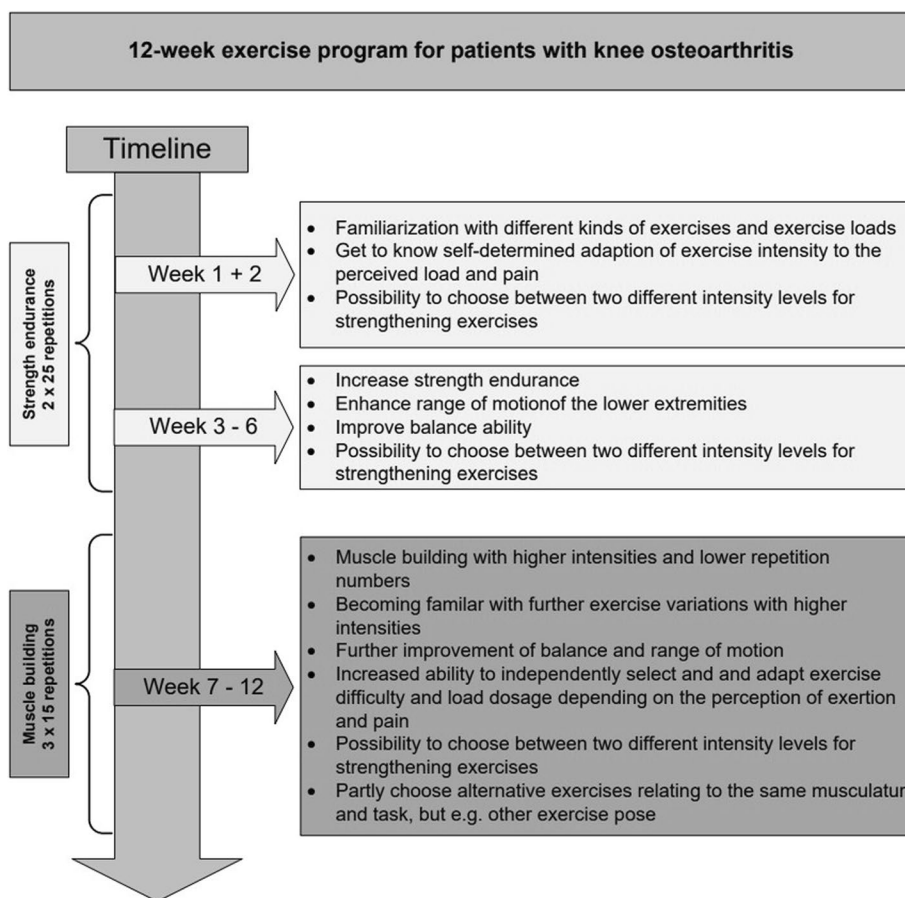 12-week exercise program for patients with knee osteoarthritis
Timeline
Strength endurance
2 x 25 repetitions
Week 1 + 2
• Familiarization with different kinds of exercises and exercise loads
• Get to know self-determined adaption of exercise intensity to the
perceived load and pain
• Possibility to choose between two different intensity levels for
strengthening exercises
Week 3 - 6
• Increase strength endurance
• Enhance range of motionof the lower extremities
• Improve balance ability
• Possibility to choose between two different intensity levels for
strengthening exercises
Muscle building
3 x 15 repetitions
Week 7 - 12
• Muscle building with higher intensities and lower repetition
numbers
• Becoming familar with further exercise variations with higher
intensities
• Further improvement of balance and range of motion
• Increased ability to independently select and and adapt exercise
difficulty and load dosage depending on the perception of exertion
and pain
• Possibility to choose between two different intensity levels for
strengthening exercises
• Partly choose alternative exercises relating to the same musculatur
and task, but e.g. other exercise pose